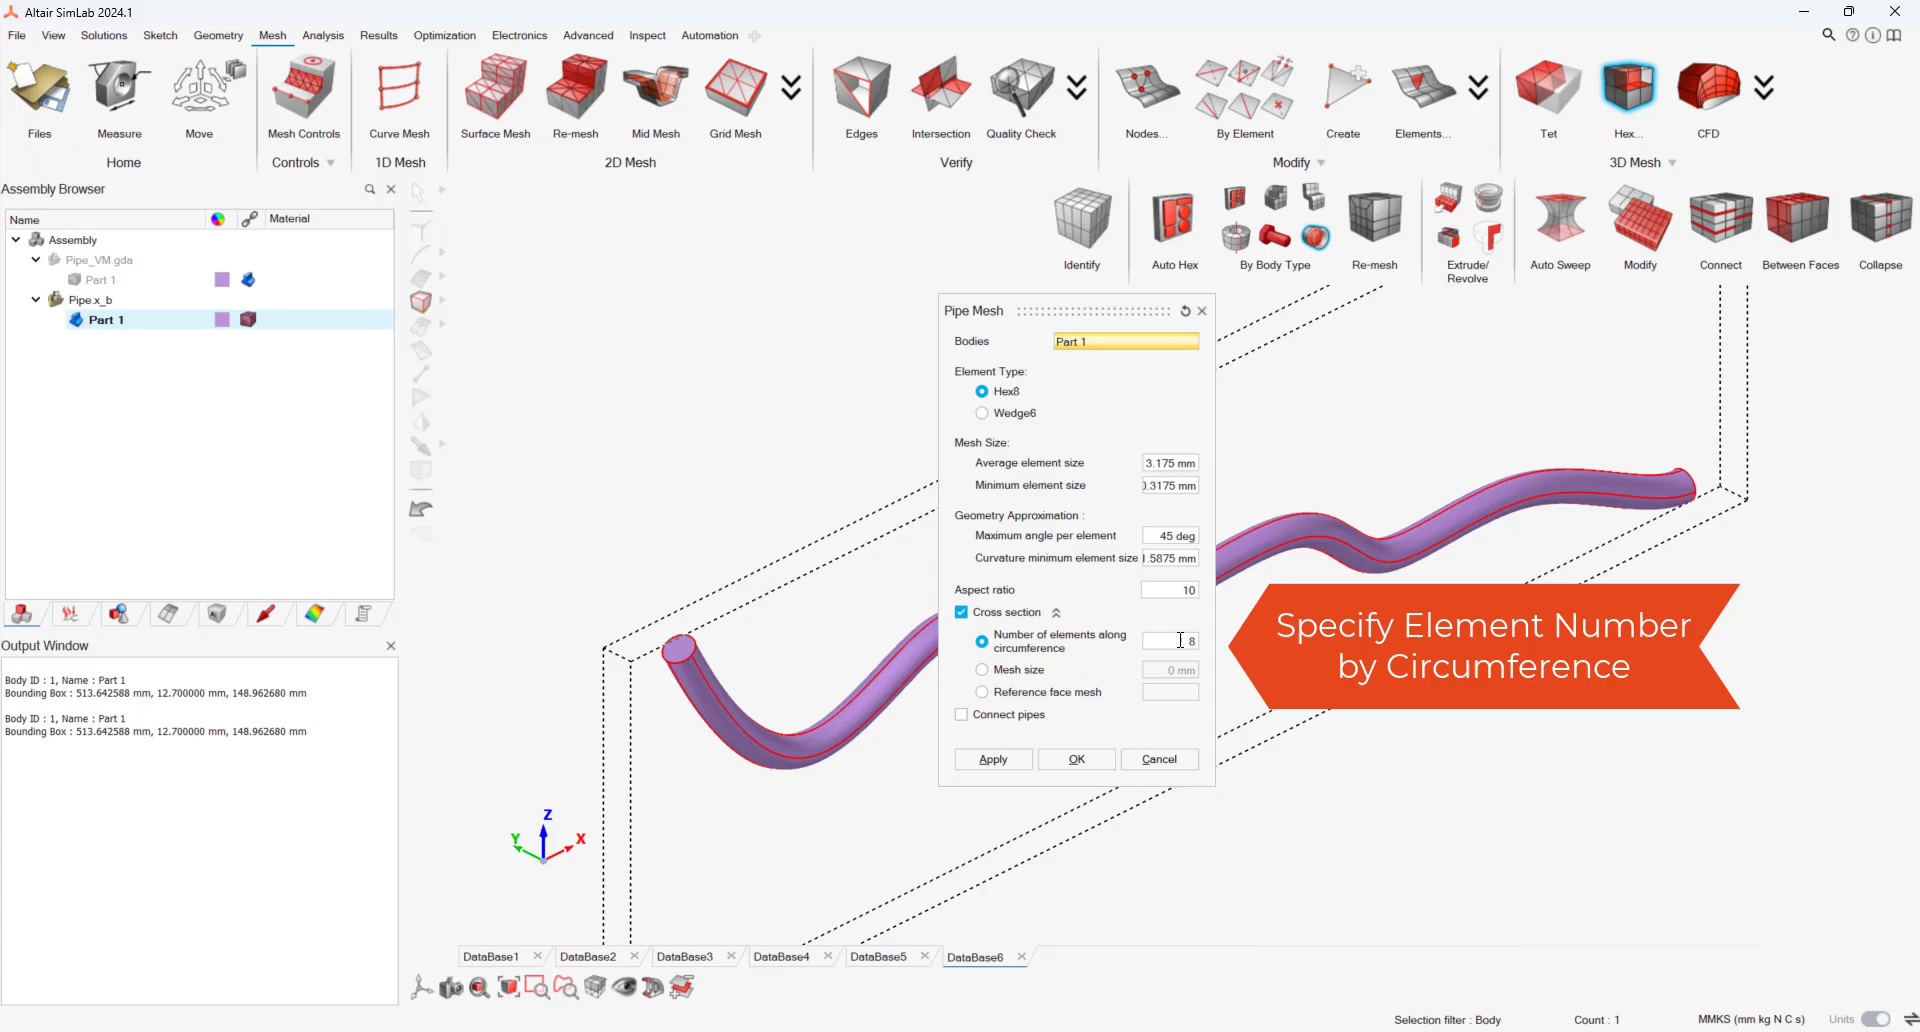 Altair SimLab 2024.1
File View Solutions Sketch Geometry Mesh Analysis Results Optimization Electronics Advanced Inspect Automation
Files Measure Move Mesh Controls Curve Mesh Surface Mesh Re-mesh Mid Mesh Grid Mesh Edges Intersection Quality Check Nodes... By Element Create Elements... Tet Hex... CFD
Home Controls 1D Mesh 2D Mesh Verify Modify 3D Mesh
Identify Auto Hex By Body Type Re-mesh Extrude/ Auto Sweep Modify Connect Between Faces Collapse
Revolve
Assembly Browser
Name Material
Assembly
Pipe_VM.gda
Part 1
Pipe.x_b
Part 1
Output Window
Body ID : 1, Name : Part 1
Bounding Box : 513.642588 mm, 12.700000 mm, 148.962680 mm
Body ID : 1, Name : Part 1
Bounding Box : 513.642588 mm, 12.700000 mm, 148.962680 mm
Pipe Mesh
Bodies Part 1
Element Type:
Hex8
Wedge6
Mesh Size:
Average element size 3.175 mm
Minimum element size 0.3175 mm
Geometry Approximation :
Maximum angle per element 45 deg
Curvature minimum element size 1.5875 mm
Aspect ratio 10
Cross section
Number of elements along
circumference 8
Mesh size 0 mm
Reference face mesh
Connect pipes
Apply OK Cancel
Specify Element Number
by Circumference
Z
Y
X
DataBase1 DataBase2 DataBase3 DataBase4 DataBase5 DataBase6
Selection filter : Body Count : 1 MMKS (mm kg N C s) Units